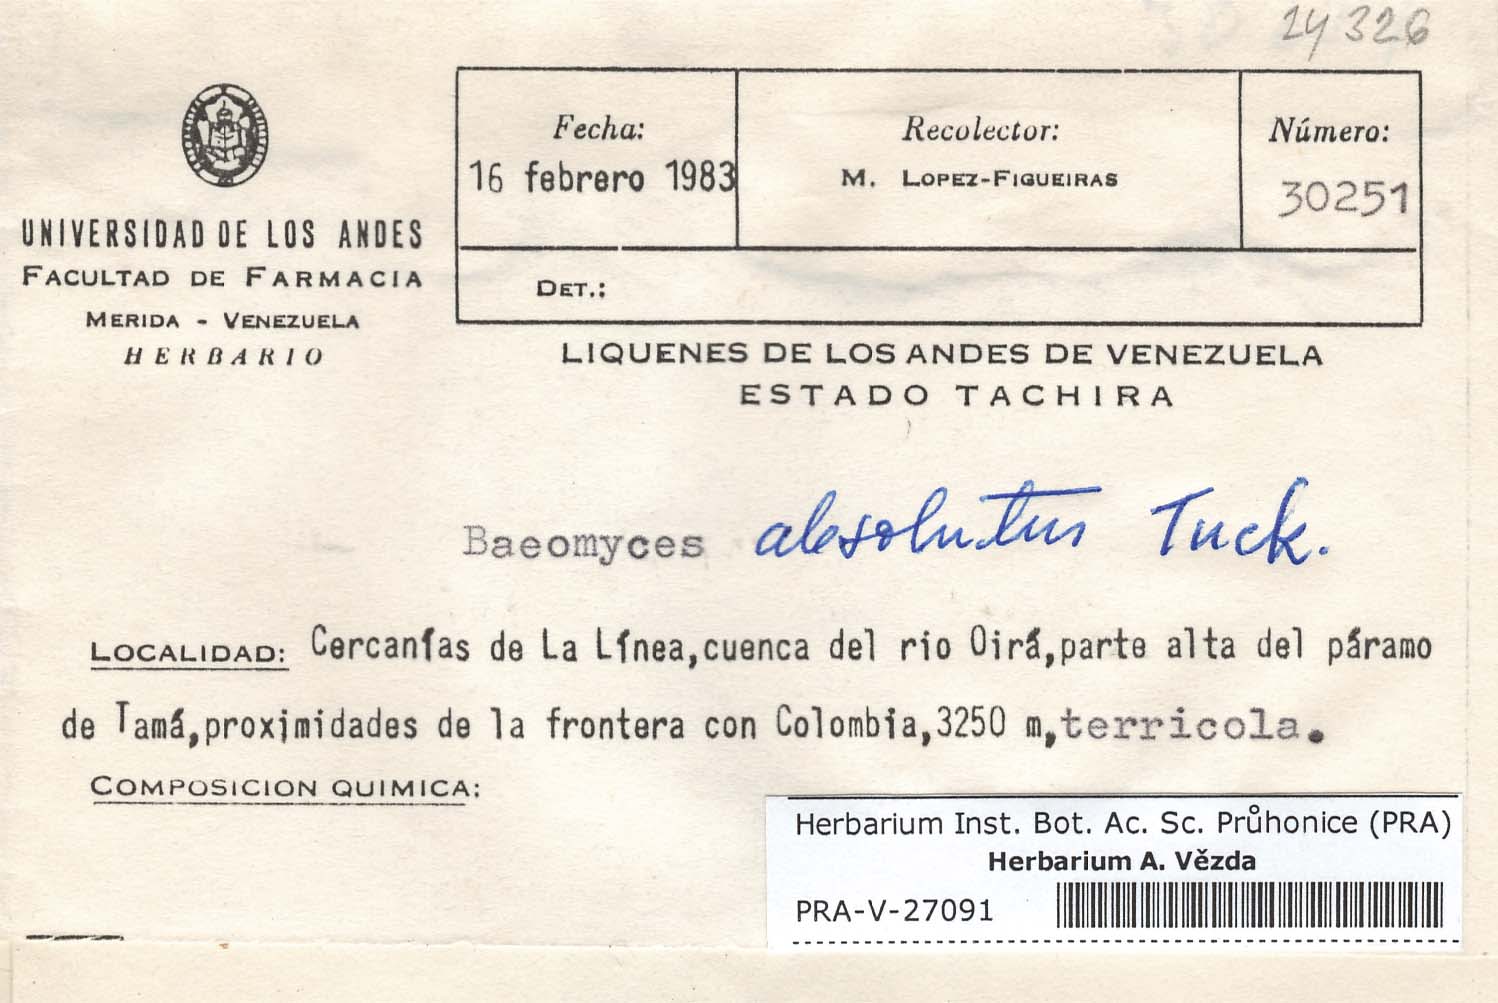 24326
Fecha:
16 febrero 1983
Recolector:
M. LOPEZ-FIGUEIRAS
Número:
30251
DET.:
UNIVERSIDAD DE LOS ANDES
FACULTAD DE FARMACIA
MERIDA - VENEZUELA
HERBARIO
LIQUENES DE LOS ANDES DE VENEZUELA
ESTADO TACHIRA
Baeomyces absolutus Tuck.
LOCALIDAD: Cercanías de La Línea,cuenca del rio Oirá,parte alta del páramo
de Tamá,proximidades de la frontera con Colombia,3250 m,terricola.
COMPOSICION QUIMICA:
Herbarium Inst. Bot. Ac. Sc. Průhonice (PRA)
Herbarium A. Vězda
PRA-V-27091